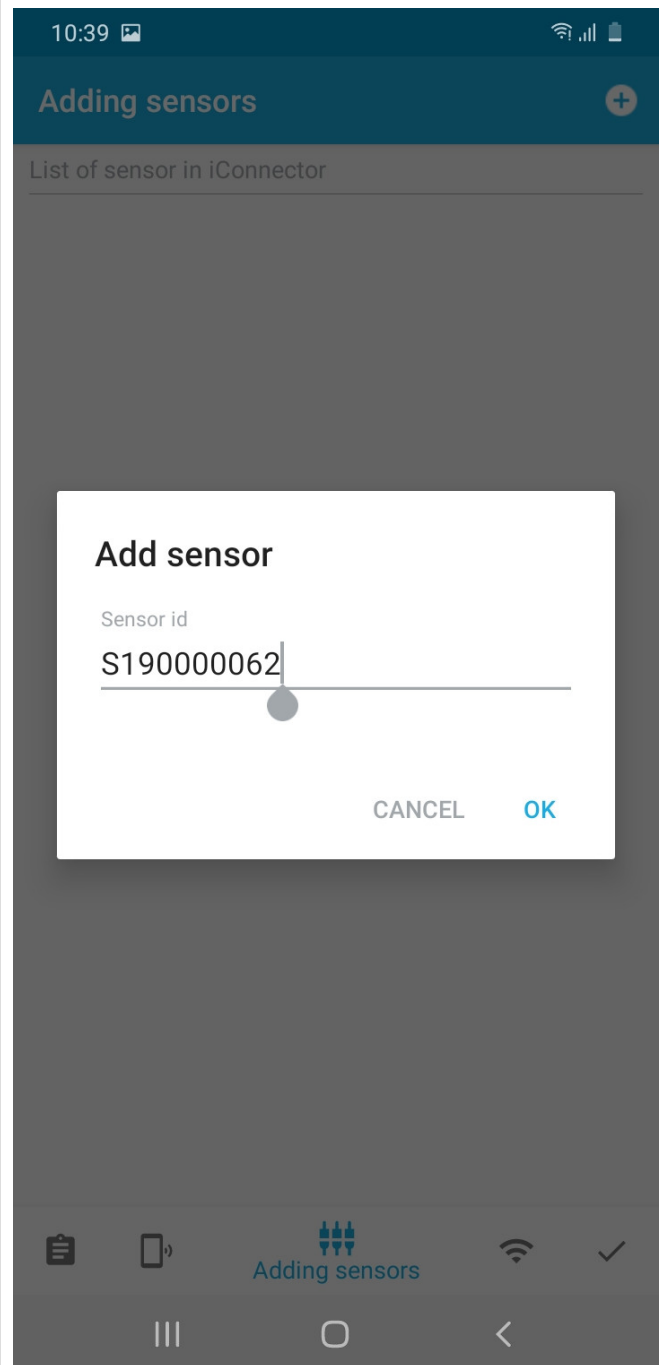 10:39
Adding sensors
List of sensor in iConnector
Add sensor
Sensor id
S190000062
CANCEL OK
Adding sensors